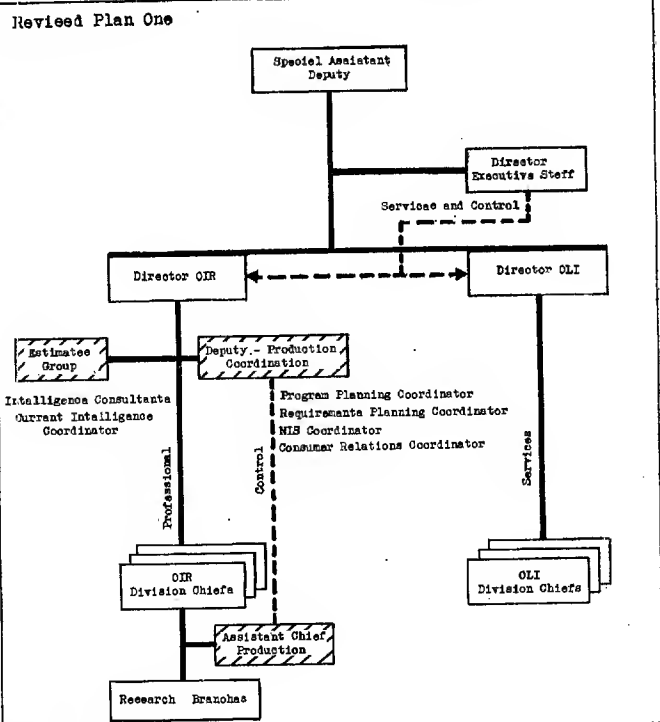 Revised Plan One
Special Assistant
Deputy
Director
Executive Staff
Services and Control
Director OIR
Director OLI
Estimates
Group
Deputy - Production
Coordination
Intelligence Consultants
Current Intelligence
Coordinator
Program Planning Coordinator
Requirements Planning Coordinator
NIS Coordinator
Consumer Relations Coordinator
Professional
Control
Services
OIR
Division Chiefs
OLI
Division Chiefs
Assistant Chief
Production
Research Branches